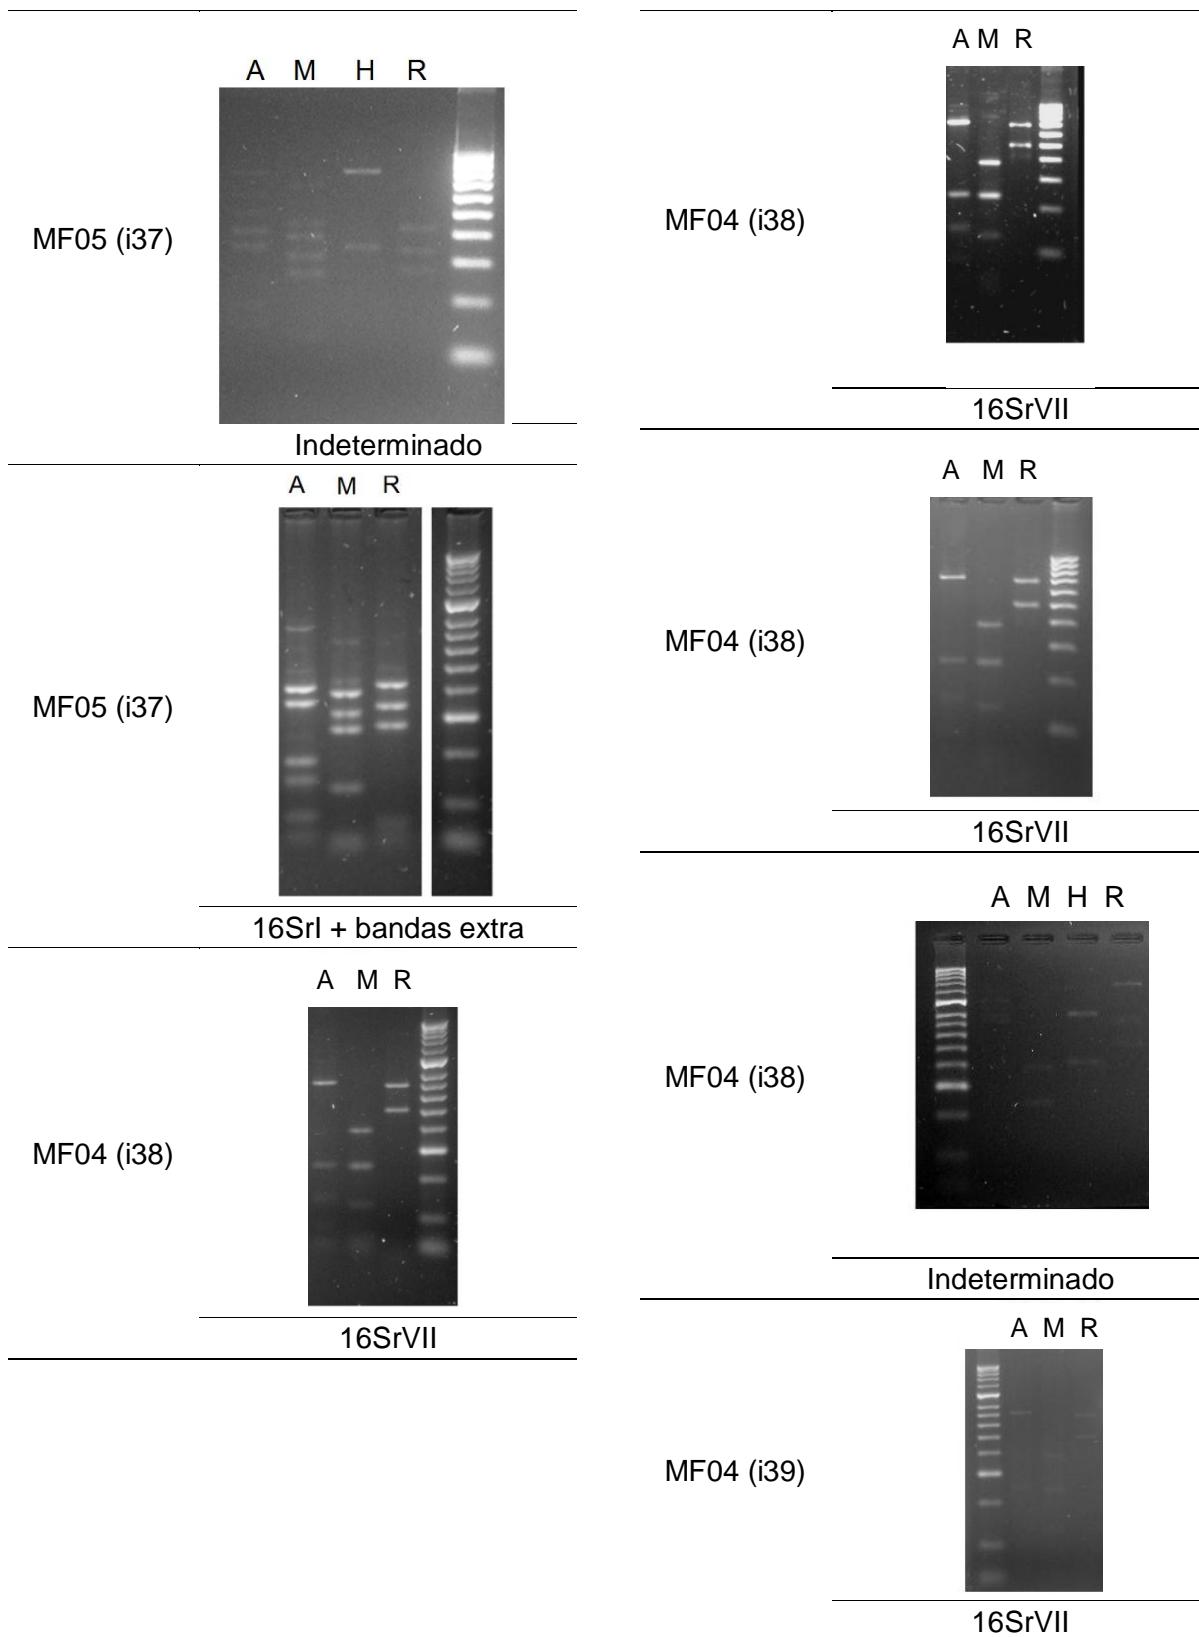 A M H R
MF05 (i37)
Indeterminado
A M R
MF05 (i37)
16SrI + bandas extra
A M R
MF04 (i38)
16SrVII
A M R
MF04 (i38)
16SrVII
A M R
MF04 (i38)
16SrVII
A M H R
MF04 (i38)
Indeterminado
A M R
MF04 (i39)
16SrVII